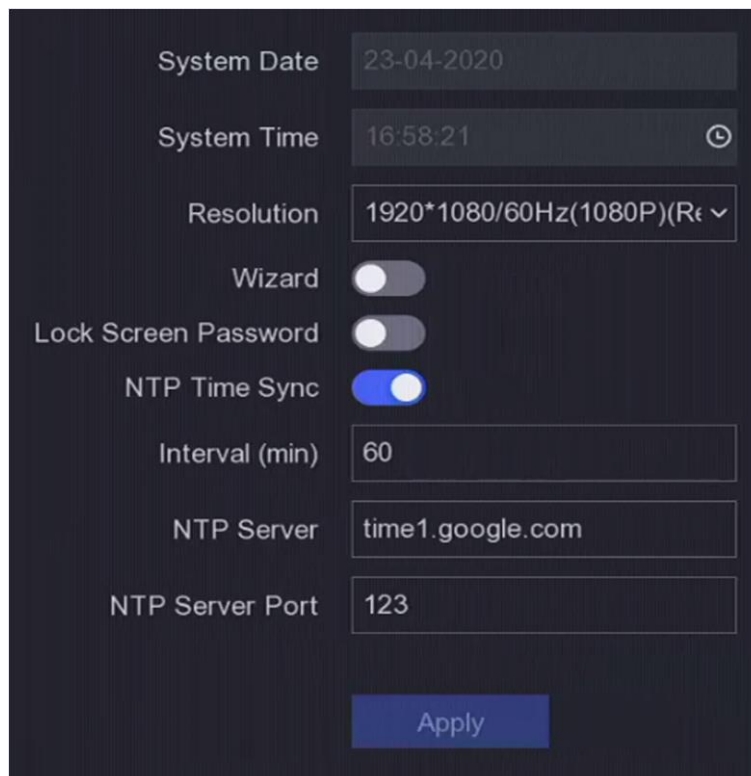 System Date 23-04-2020
System Time 16:58:21
Resolution 1920*1080/60Hz(1080P)(Re
Wizard
Lock Screen Password
NTP Time Sync
Interval (min) 60
NTP Server time1.google.com
NTP Server Port 123
Apply